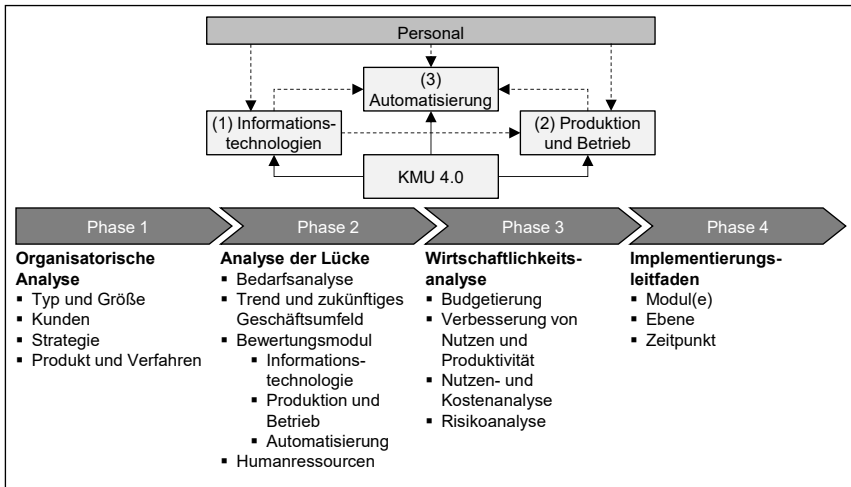 Personal
(3)
Automatisierung
(1) Informations-
technologien
(2) Produktion
und Betrieb
KMU 4.0
Phase 1
Phase 2
Phase 3
Phase 4
Organisatorische
Analyse
▪ Typ und Größe
▪ Kunden
▪ Strategie
▪ Produkt und Verfahren
Analyse der Lücke
▪ Bedarfsanalyse
▪ Trend und zukünftiges
Geschäftsumfeld
▪ Bewertungsmodul
▪ Informations-
technologie
▪ Produktion und
Betrieb
▪ Automatisierung
▪ Humanressourcen
Wirtschaftlichkeits-
analyse
▪ Budgetierung
▪ Verbesserung von
Nutzen und
Produktivität
▪ Nutzen- und
Kostenanalyse
▪ Risikoanalyse
Implementierungs-
leitfaden
▪ Modul(e)
▪ Ebene
▪ Zeitpunkt